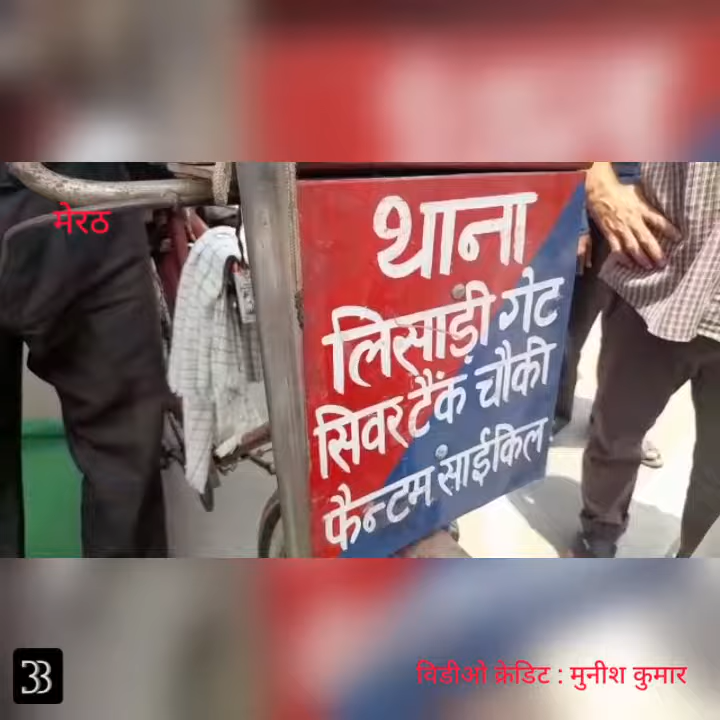 मेरठ
थाना
लिसाड़ी गेट
सिवर टैंक चौकी
फैन्टम साईकिल
विडीओ क्रेडिट : मुनीश कुमार